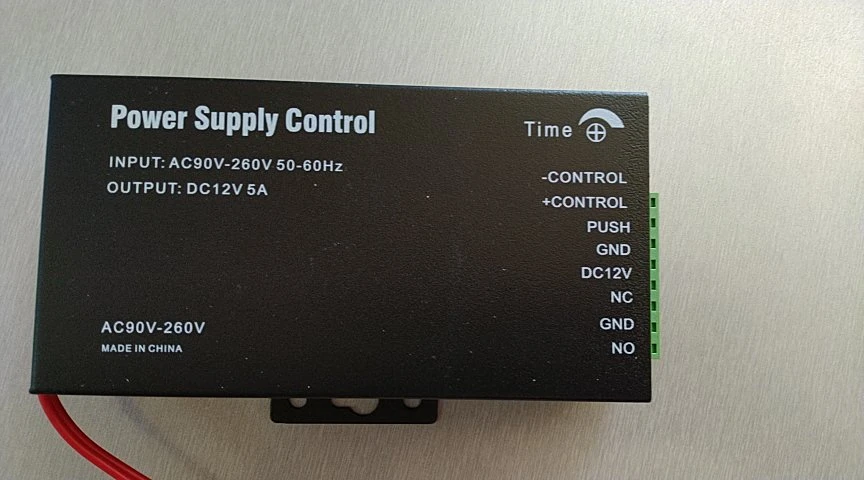 Power Supply Control
INPUT: AC90V-260V 50-60Hz
OUTPUT: DC12V 5A
AC90V-260V
MADE IN CHINA
Time
-CONTROL
+CONTROL
PUSH
GND
DC12V
NC
GND
NO